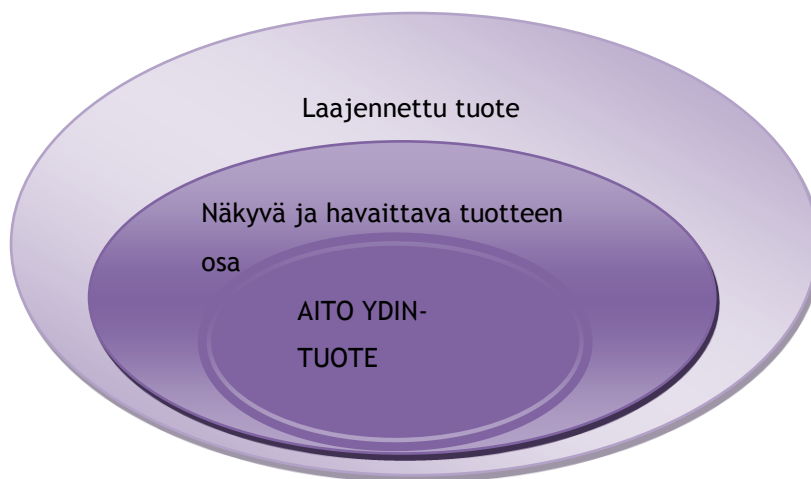 Laajennettu tuote
Näkyvä ja havaittava tuotteen
osa
AITO YDIN-
TUOTE